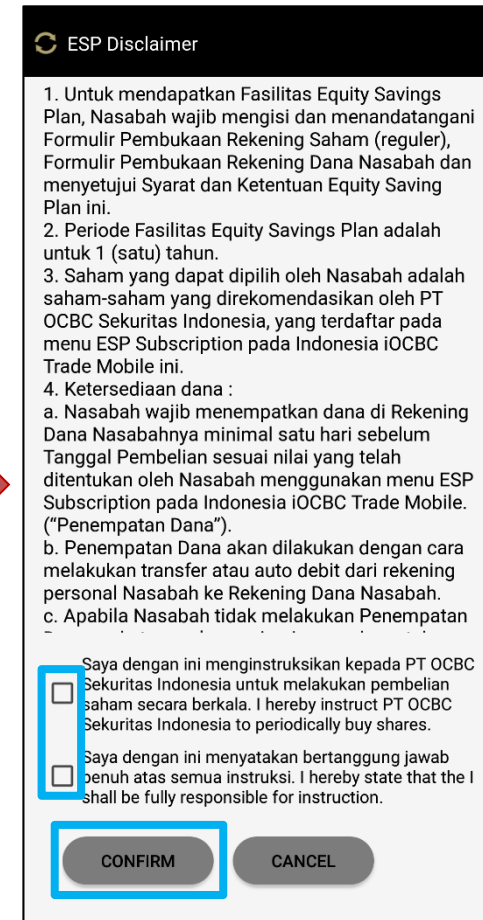 ESP Disclaimer
1. Untuk mendapatkan Fasilitas Equity Savings
Plan, Nasabah wajib mengisi dan menandatangani
Formulir Pembukaan Rekening Saham (reguler),
Formulir Pembukaan Rekening Dana Nasabah dan
menyetujui Syarat dan Ketentuan Equity Saving
Plan ini.
2. Periode Fasilitas Equity Savings Plan adalah
untuk 1 (satu) tahun.
3. Saham yang dapat dipilih oleh Nasabah adalah
saham-saham yang direkomendasikan oleh PT
OCBC Sekuritas Indonesia, yang terdaftar pada
menu ESP Subscription pada Indonesia iOCBC
Trade Mobile ini.
4. Ketersediaan dana :
a. Nasabah wajib menempatkan dana di Rekening
Dana Nasabahnya minimal satu hari sebelum
Tanggal Pembelian sesuai nilai yang telah
ditentukan oleh Nasabah menggunakan menu ESP
Subscription pada Indonesia iOCBC Trade Mobile.
(“Penempatan Dana”).
b. Penempatan Dana akan dilakukan dengan cara
melakukan transfer atau auto debit dari rekening
personal Nasabah ke Rekening Dana Nasabah.
c. Apabila Nasabah tidak melakukan Penempatan
Saya dengan ini menginstruksikan kepada PT OCBC
Sekuritas Indonesia untuk melakukan pembelian
saham secara berkala. I hereby instruct PT OCBC
Sekuritas Indonesia to periodically buy shares.
Saya dengan ini menyatakan bertanggung jawab
penuh atas semua instruksi. I hereby state that the I
shall be fully responsible for instruction.
CONFIRM
CANCEL